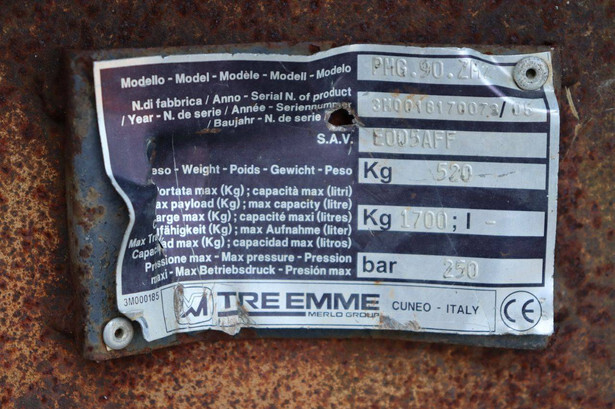 Modello - Model - Modèle - Modell - Modelo PMG.90.2M
N.di fabbrica / Anno - Serial N. of product
/ Year - N. de serie / Année - Seriennummer
/ Baujahr - N. de serie
S.A.V. E0Q5AFF
eso - Weight - Poids - Gewicht - Peso Kg 520
ortata max (Kg) ; capacità max (litri)
ax payload (Kg) ; max capacity (litre)
arge max (Kg) ; capacité maxi (litres) Kg 1700 ; l -
fähigkeit (Kg) ; max Aufnahme (liter)
Max ad max (Kg) ; capacidad max (litros)
Capac
Pressione max - Max pressure - Pression
maxi - Max Betriebsdruck - Presión max bar 250
3M000185 TRE EMME
MERLO GROUP
CUNEO - ITALY CE